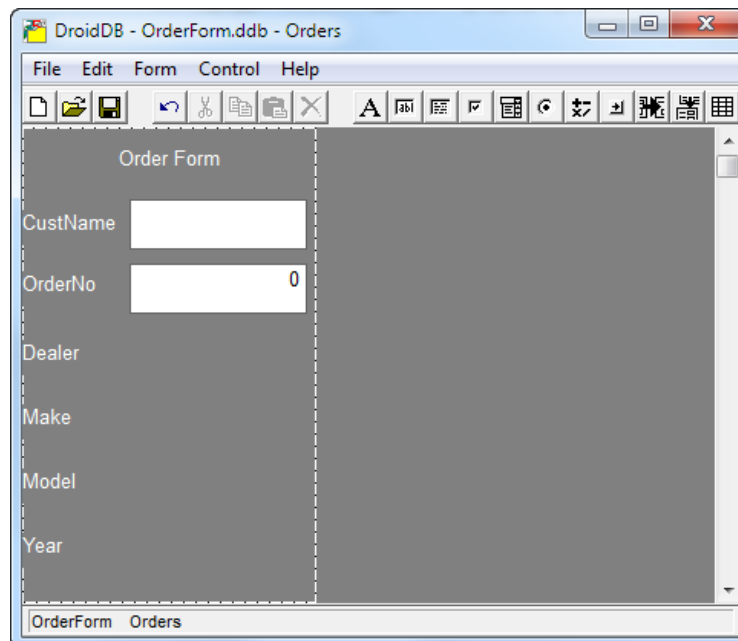 DroidDB - OrderForm.ddb - Orders
File Edit Form Control Help
A abl
Order Form
CustName
OrderNo 0
Dealer
Make
Model
Year
OrderForm Orders